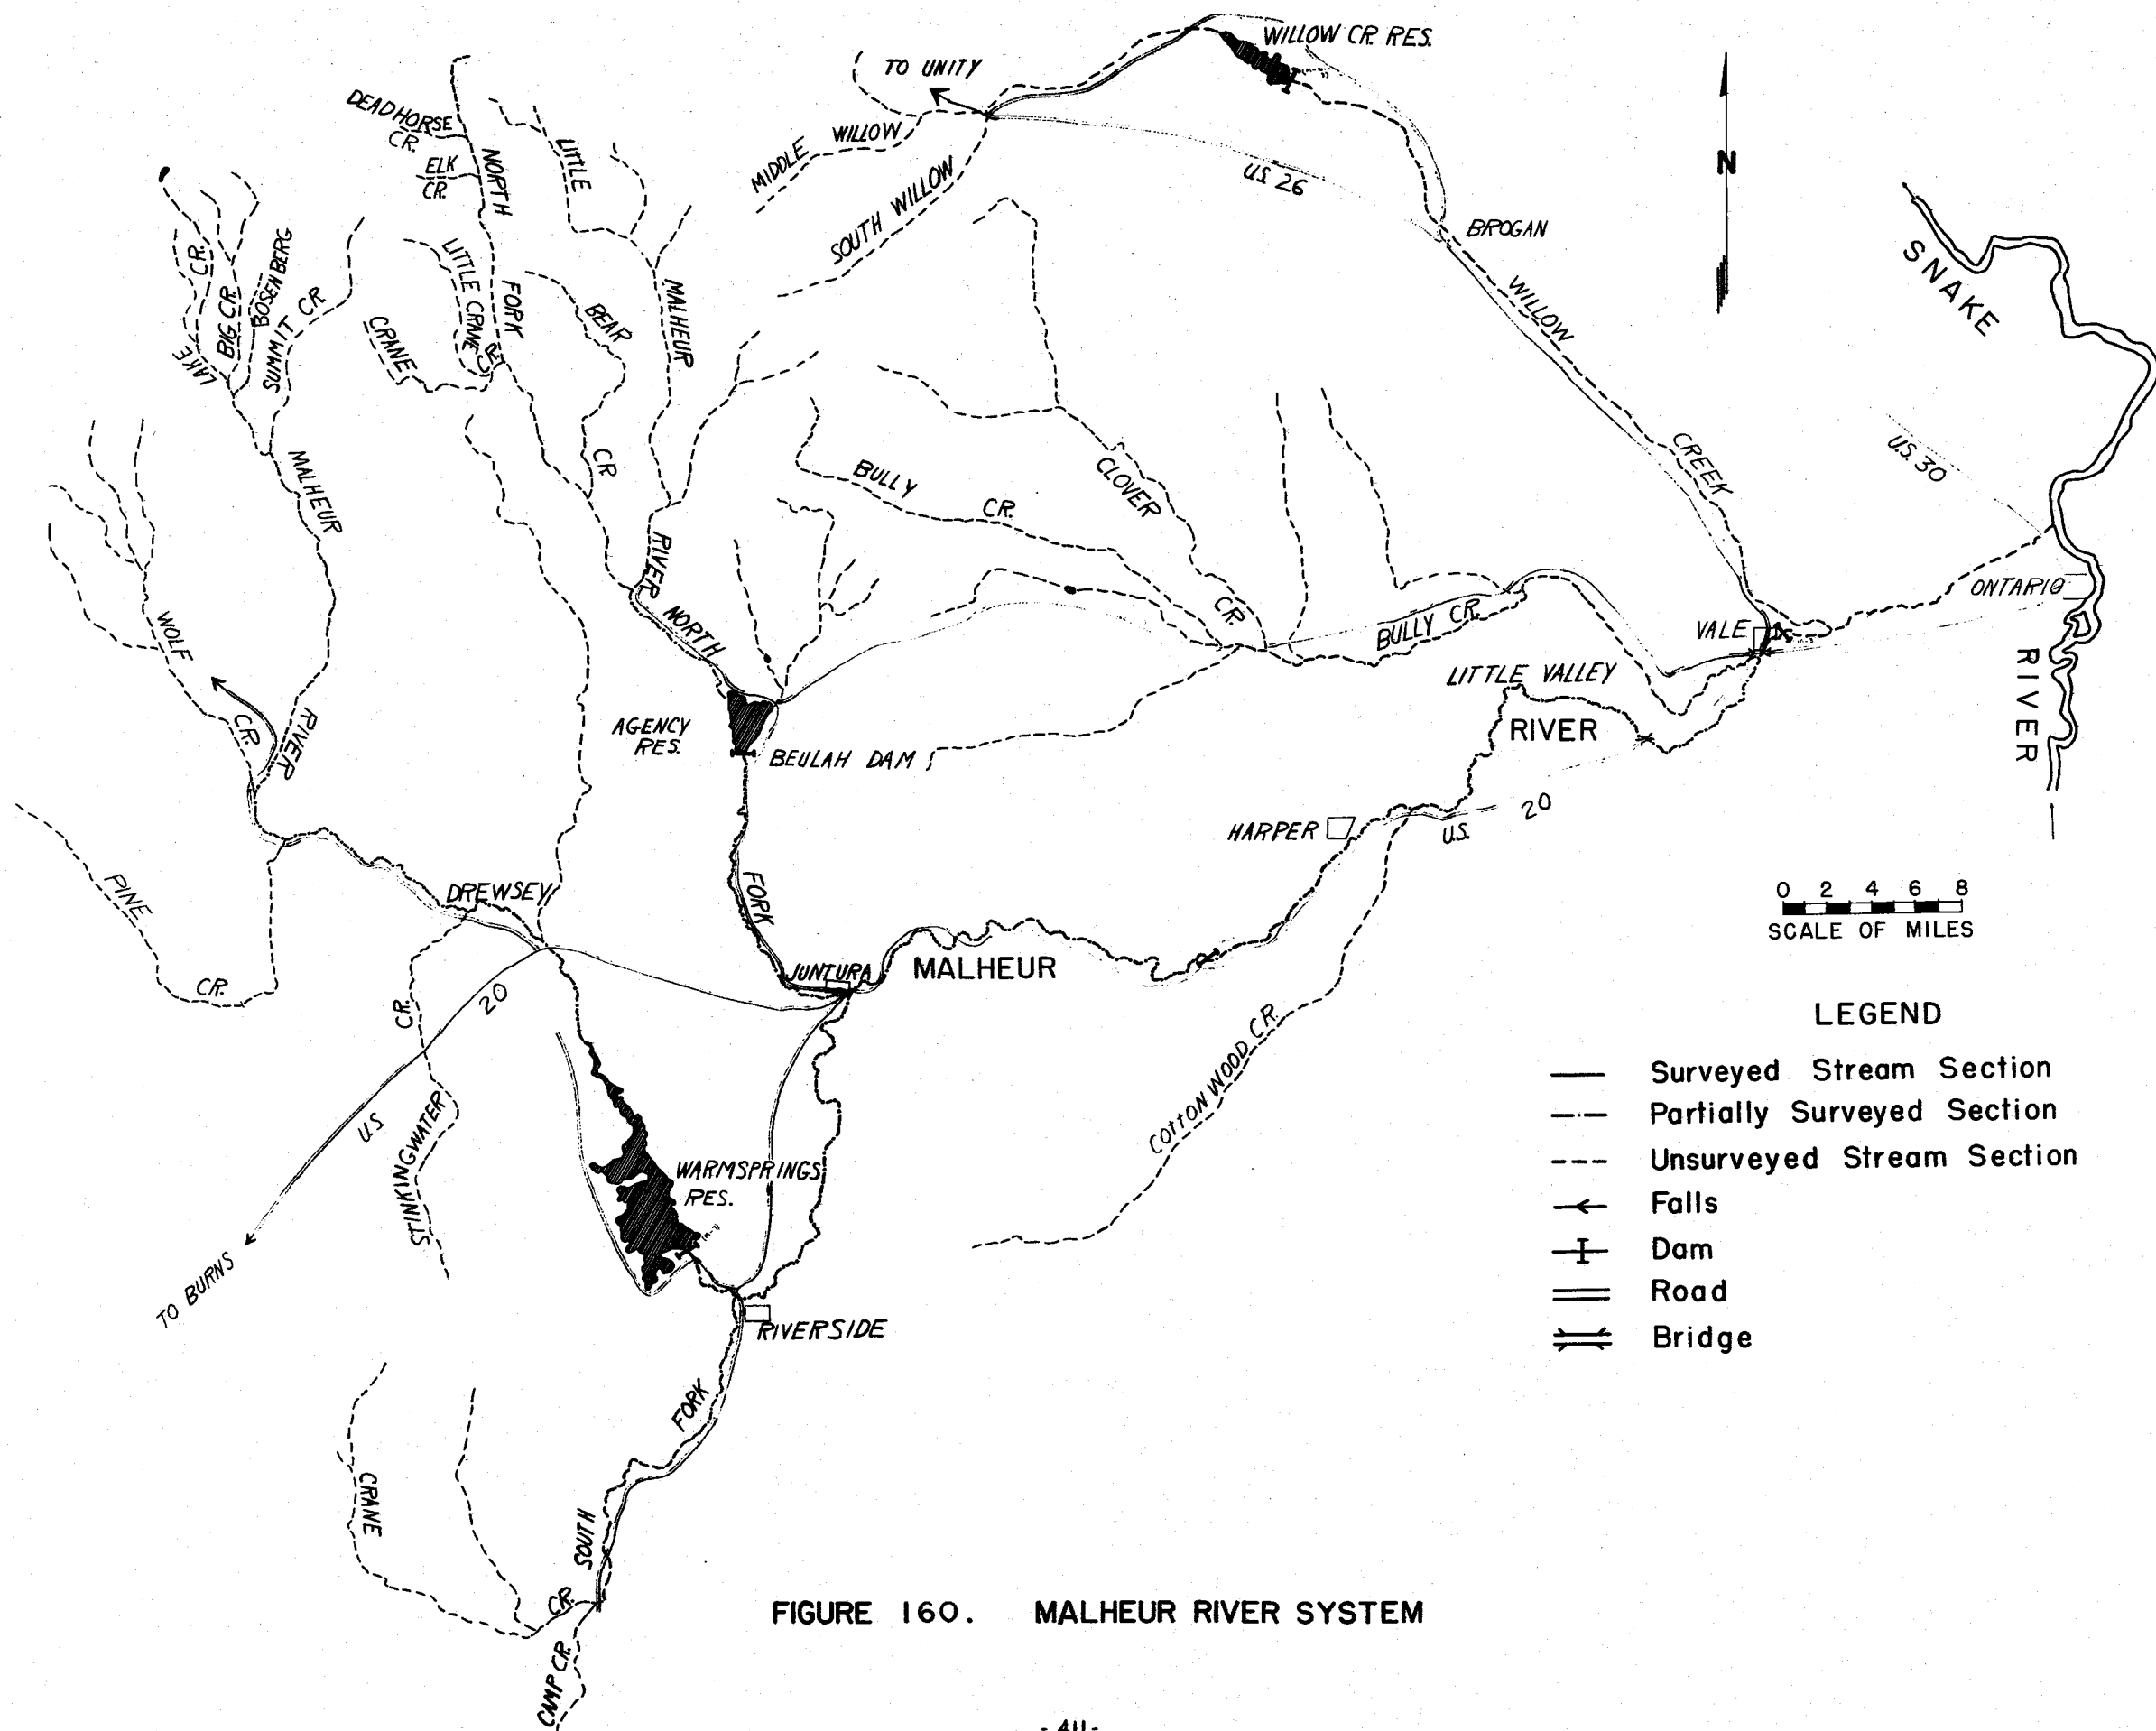 WILLOW CR. RES.
TO UNITY
DEADHORSE
CR.
ELK
CR.
NORTH
FORK
LITTLE
MALHEUR
RIVER
MIDDLE WILLOW
SOUTH WILLOW
U.S. 26
BROGAN
N
SNAKE
RIVER
LAKE
CR.
BIG CR.
BOSENBERG
SUMMIT CR
LITTLE CRANE
CR.
CRANE
BEAR
CR
WILLOW
CREEK
U.S. 30
MALHEUR
RIVER
BULLY CR.
CLOVER
CR.
BULLY CR.
ONTARIO
VALE
LITTLE VALLEY
RIVER
WOLF
CR.
NORTH
FORK
AGENCY
RES.
BEULAH DAM
HARPER
U.S. 20
PINE
CR.
DREWSEY
JUNTURA
MALHEUR
0 2 4 6 8
SCALE OF MILES
CR.
STINKINGWATER
20
U.S.
TO BURNS
COTTONWOOD CR.
WARMSPRINGS
RES.
RIVERSIDE
LEGEND
Surveyed Stream Section
Partially Surveyed Section
Unsurveyed Stream Section
Falls
Dam
Road
Bridge
FORK
SOUTH
CRANE
CR.
CAMP CR.
FIGURE 160. MALHEUR RIVER SYSTEM
- 411 -